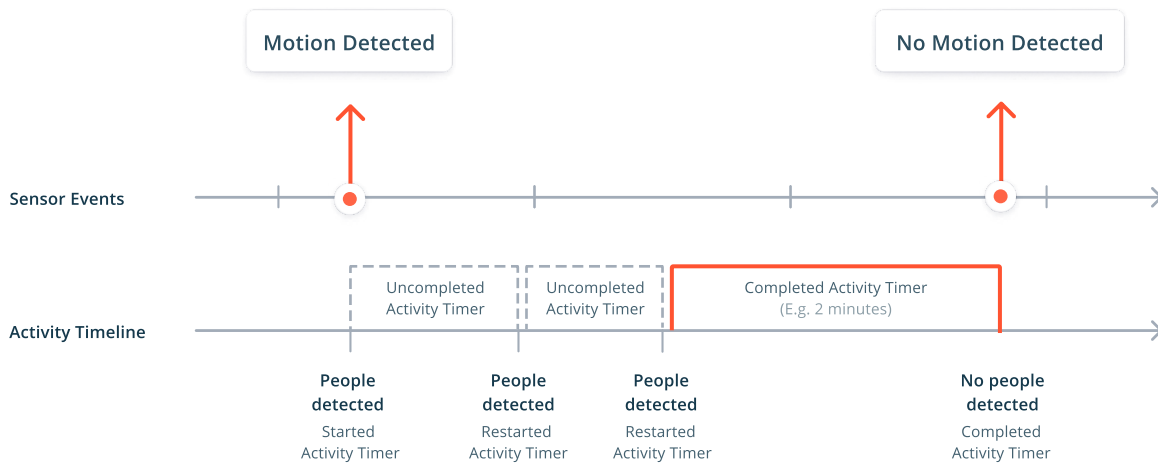 Motion Detected
No Motion Detected
Sensor Events
Uncompleted
Activity Timer
Uncompleted
Activity Timer
Completed Activity Timer
(E.g. 2 minutes)
Activity Timeline
People
detected
Started
Activity Timer
People
detected
Restarted
Activity Timer
People
detected
Restarted
Activity Timer
No people
detected
Completed
Activity Timer